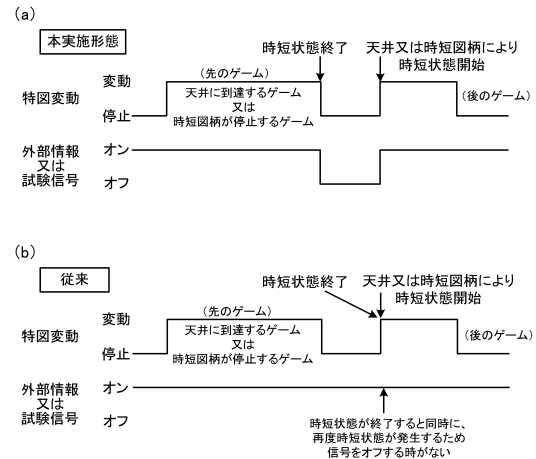 (a)
本実施形態
時短状態終了
天井又は時短図柄により
時短状態開始
特図変動
変動
停止
(先のゲーム)
天井に到達するゲーム
又は
時短図柄が停止するゲーム
(後のゲーム)
外部情報
又は
試験信号
オン
オフ
(b)
従来
時短状態終了
天井又は時短図柄により
時短状態開始
特図変動
変動
停止
(先のゲーム)
天井に到達するゲーム
又は
時短図柄が停止するゲーム
(後のゲーム)
外部情報
又は
試験信号
オン
オフ
時短状態が終了すると同時に、
再度時短状態が発生するため
信号をオフする時がない